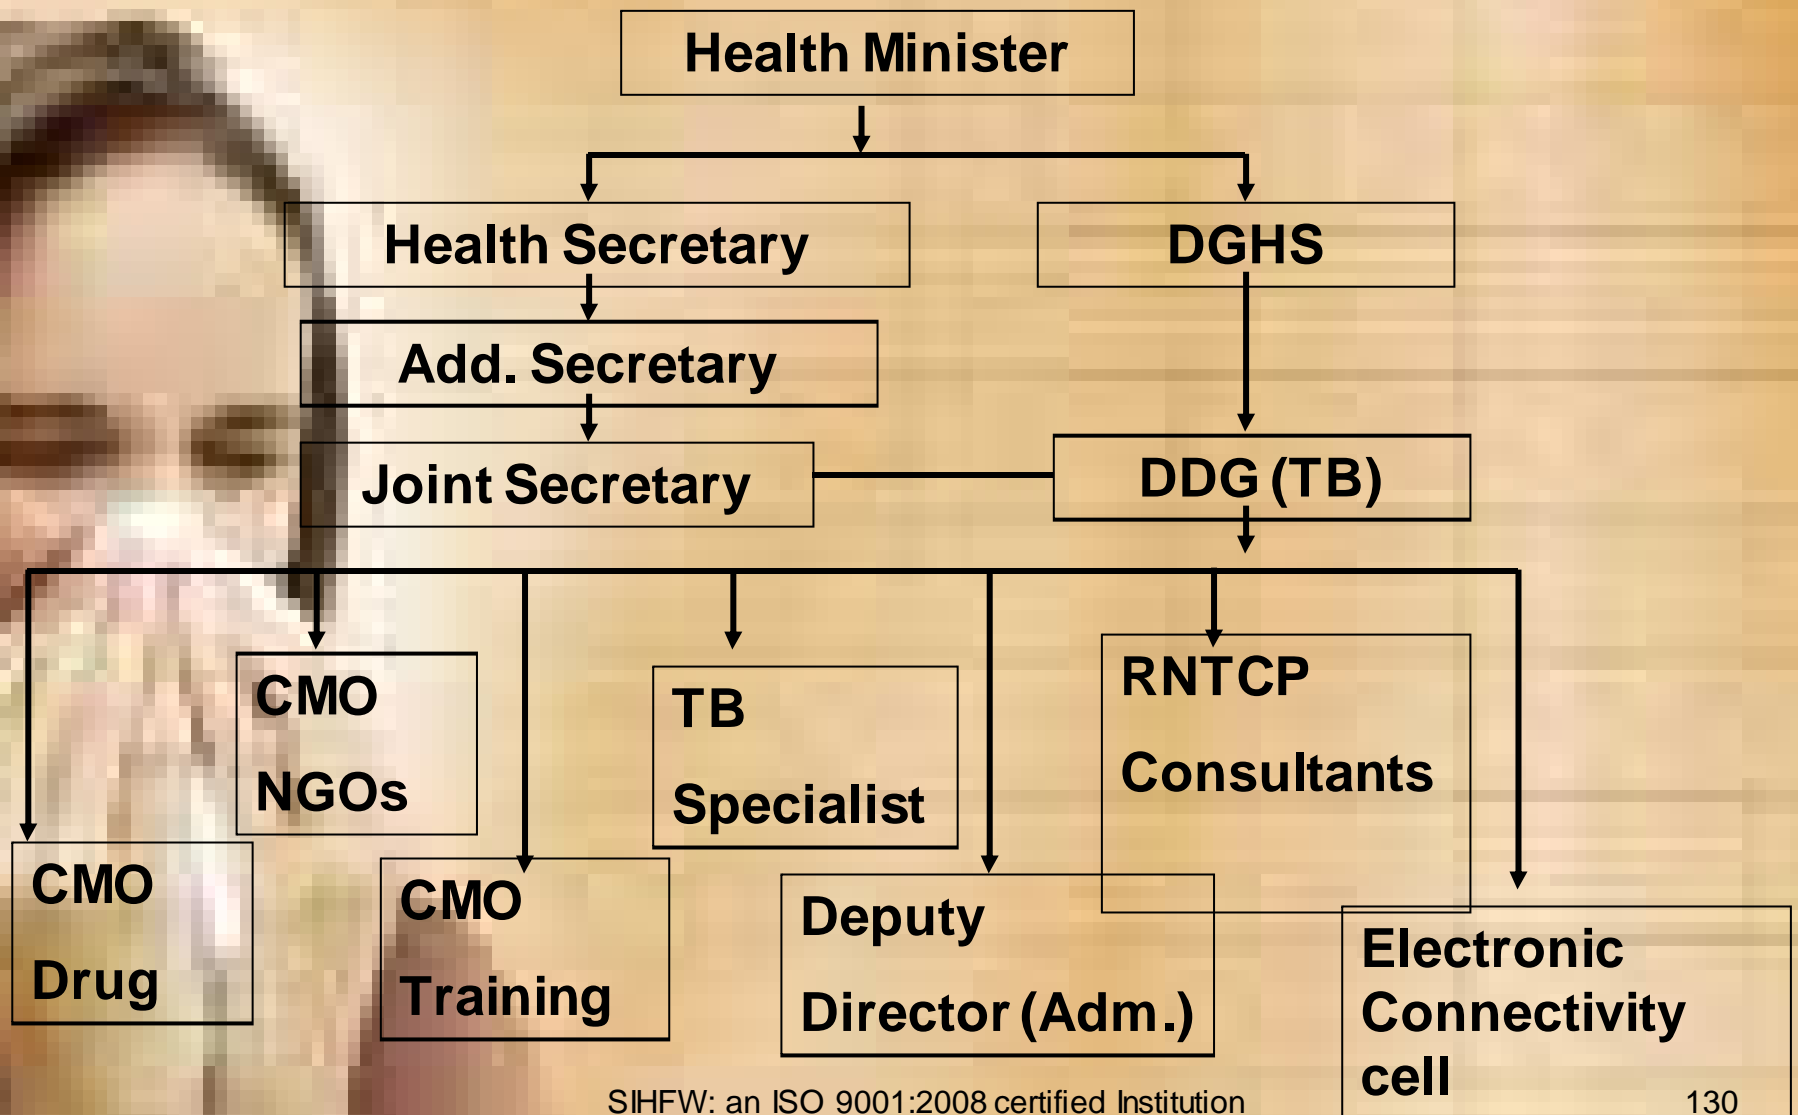 Health Minister
Health Secretary
DGHS
Add. Secretary
Joint Secretary
DDG (TB)
CMO
NGOs
TB
Specialist
RNTCP
Consultants
CMO
Drug
CMO
Training
Deputy
Director (Adm.)
Electronic
Connectivity
cell
SIHFW: an ISO 9001:2008 certified Institution
130